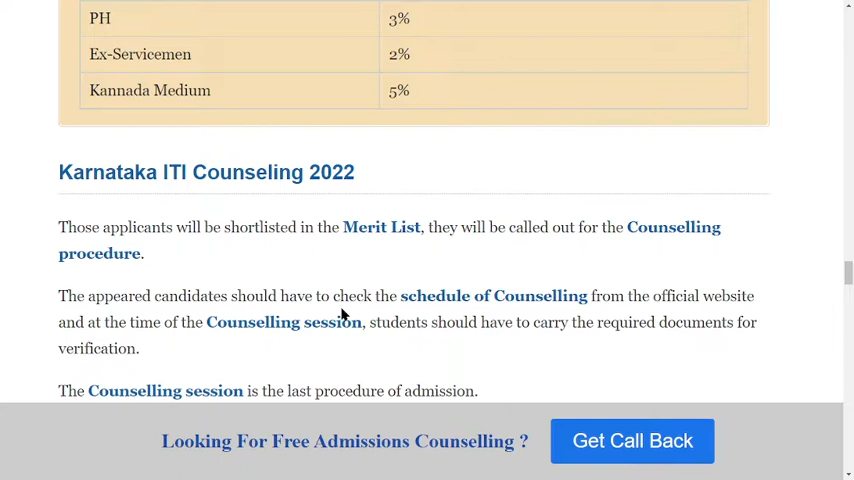 PH 3%
Ex-Servicemen 2%
Kannada Medium 5%
Karnataka ITI Counseling 2022
Those applicants will be shortlisted in the Merit List, they will be called out for the Counselling
procedure.
The appeared candidates should have to check the schedule of Counselling from the official website
and at the time of the Counselling session, students should have to carry the required documents for
verification.
The Counselling session is the last procedure of admission.
Looking For Free Admissions Counselling ? Get Call Back